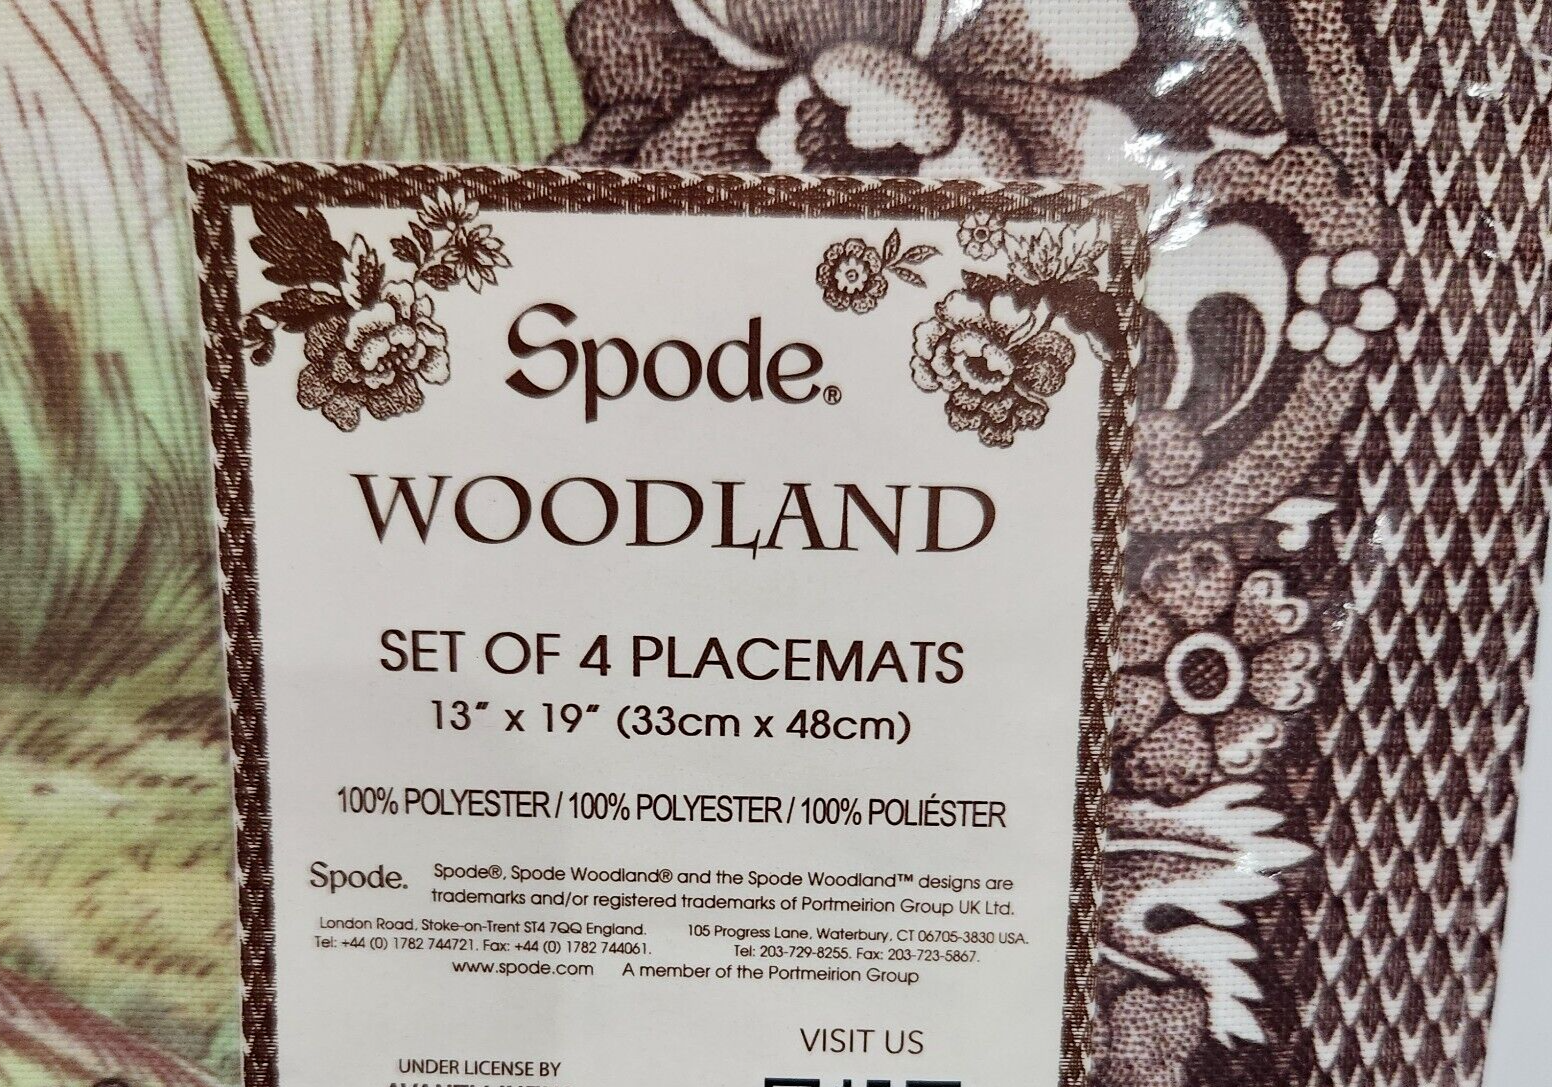 Spode®
WOODLAND
SET OF 4 PLACEMATS
13" x 19" (33cm x 48cm)
100% POLYESTER / 100% POLYESTER / 100% POLIÉSTER
Spode.
Spode®, Spode Woodland® and the Spode Woodland™ designs are
trademarks and/or registered trademarks of Portmeirion Group UK Ltd.
London Road, Stoke-on-Trent ST4 7QQ England.
Tel: +44 (0) 1782 744721. Fax: +44 (0) 1782 744061.
105 Progress Lane, Waterbury, CT 06705-3830 USA.
Tel: 203-729-8255. Fax: 203-723-5867.
www.spode.com A member of the Portmeirion Group
UNDER LICENSE BY
VISIT US